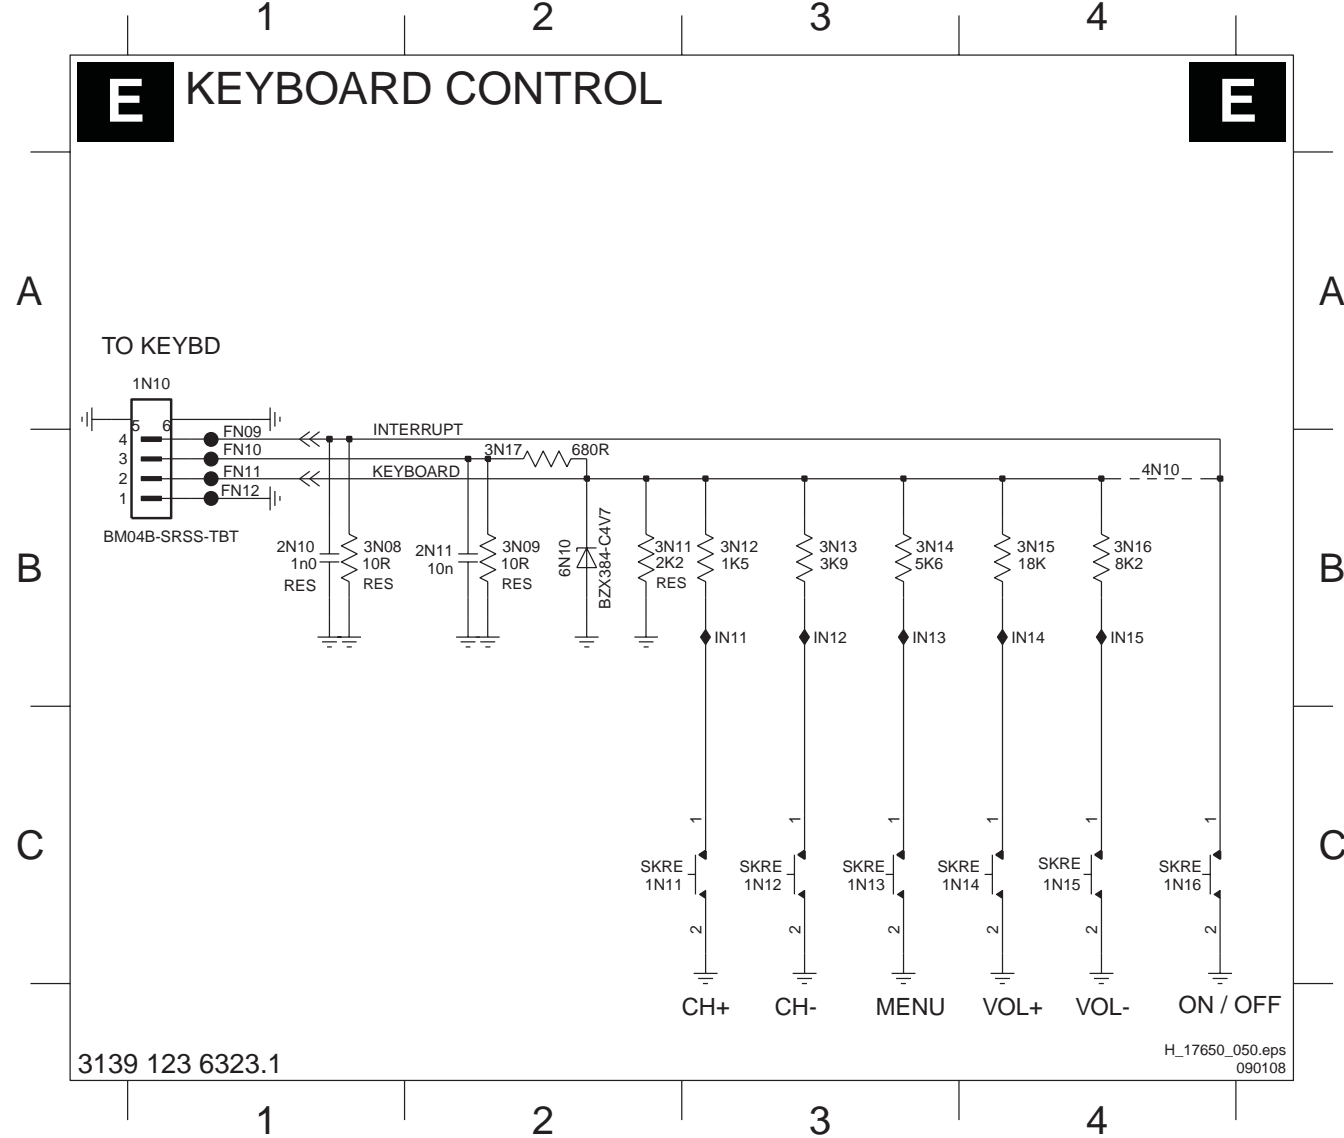 1 2 3 4
E KEYBOARD CONTROL E
A A
TO KEYBD
1N10
5 6
4 FN09 INTERRUPT
3 FN10 3N17 680R
2 FN11 KEYBOARD 4N10
1 FN12
BM04B-SRSS-TBT
B B
2N10
1n0
RES
3N08
10R
RES
2N11
10n
3N09
10R
RES
6N10
BZX384-C4V7
3N11
2K2
RES
3N12
1K5
3N13
3K9
3N14
5K6
3N15
18K
3N16
8K2
IN11 IN12 IN13 IN14 IN15
C C
1 1 1 1 1 1
SKRE SKRE SKRE SKRE SKRE SKRE
1N11 1N12 1N13 1N14 1N15 1N16
2 2 2 2 2 2
CH+ CH- MENU VOL+ VOL- ON / OFF
3139 123 6323.1
H_17650_050.eps
090108
1 2 3 4